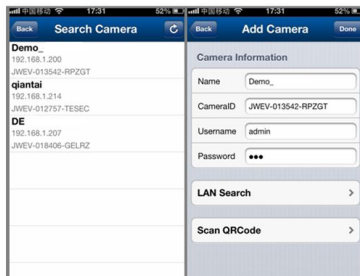 中国移动 17:31 52%
Back Search Camera
Demo_
192.168.1.200
JWEV-013542-RPZGT
qiantai
192.168.1.214
JWEV-012757-TESEC
DE
192.168.1.207
JWEV-018406-GELRZ
中国移动 17:31 52%
Back Add Camera Done
Camera Information
Name Demo_
CameraID JWEV-013542-RPZGT
Username admin
Password •••
LAN Search
Scan QRCode